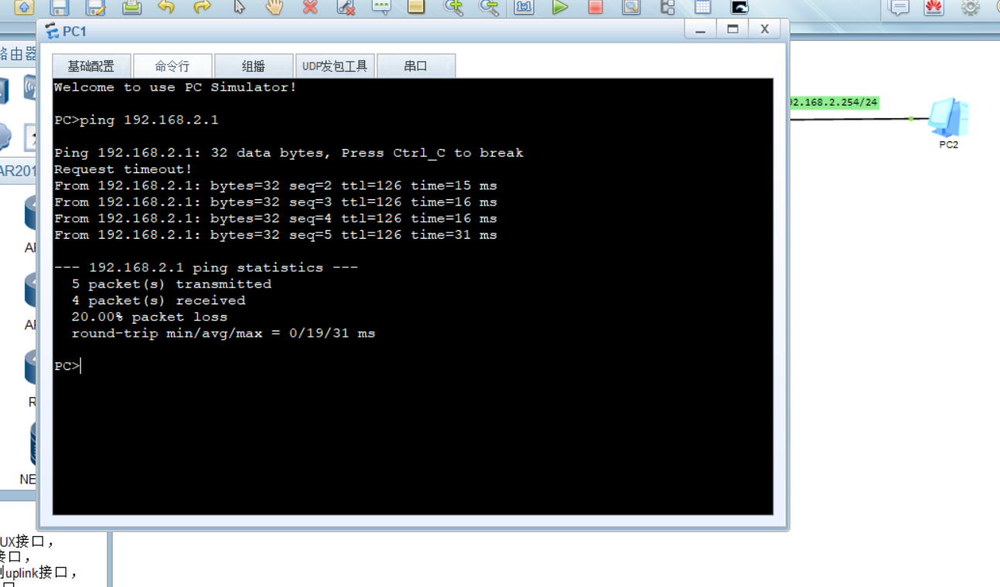 1:1
PC1
基础配置
命令行
组播
UDP发包工具
串口
Welcome to use PC Simulator!
PC>ping 192.168.2.1
Ping 192.168.2.1: 32 data bytes, Press Ctrl_C to break
Request timeout!
From 192.168.2.1: bytes=32 seq=2 ttl=126 time=15 ms
From 192.168.2.1: bytes=32 seq=3 ttl=126 time=16 ms
From 192.168.2.1: bytes=32 seq=4 ttl=126 time=16 ms
From 192.168.2.1: bytes=32 seq=5 ttl=126 time=31 ms
--- 192.168.2.1 ping statistics ---
5 packet(s) transmitted
4 packet(s) received
20.00% packet loss
round-trip min/avg/max = 0/19/31 ms
PC>
路由器
AR201
NE
2.168.2.254/24
PC2
UX接口，
接口，
uplink接口，